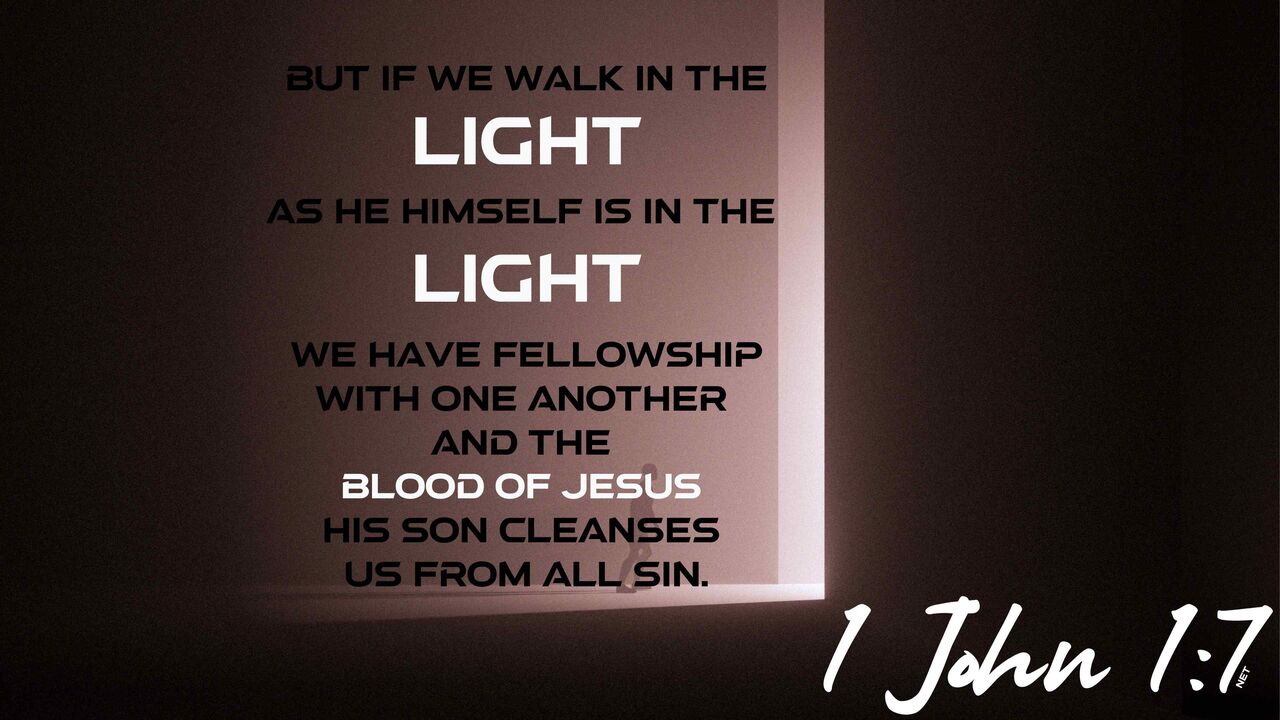 BUT IF WE WALK IN THE
LIGHT
AS HE HIMSELF IS IN THE
LIGHT
WE HAVE FELLOWSHIP
WITH ONE ANOTHER
AND THE
BLOOD OF JESUS
HIS SON CLEANSES
US FROM ALL SIN.
1 John 1:7
NET